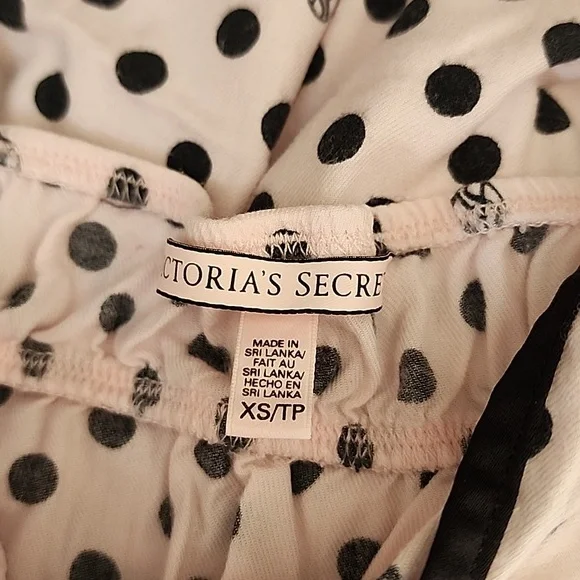 CTORIA'S SECRE
MADE IN
SRI LANKA/
FAIT AU
SRI LANKA/
HECHO EN
SRI LANKA
XS/TP